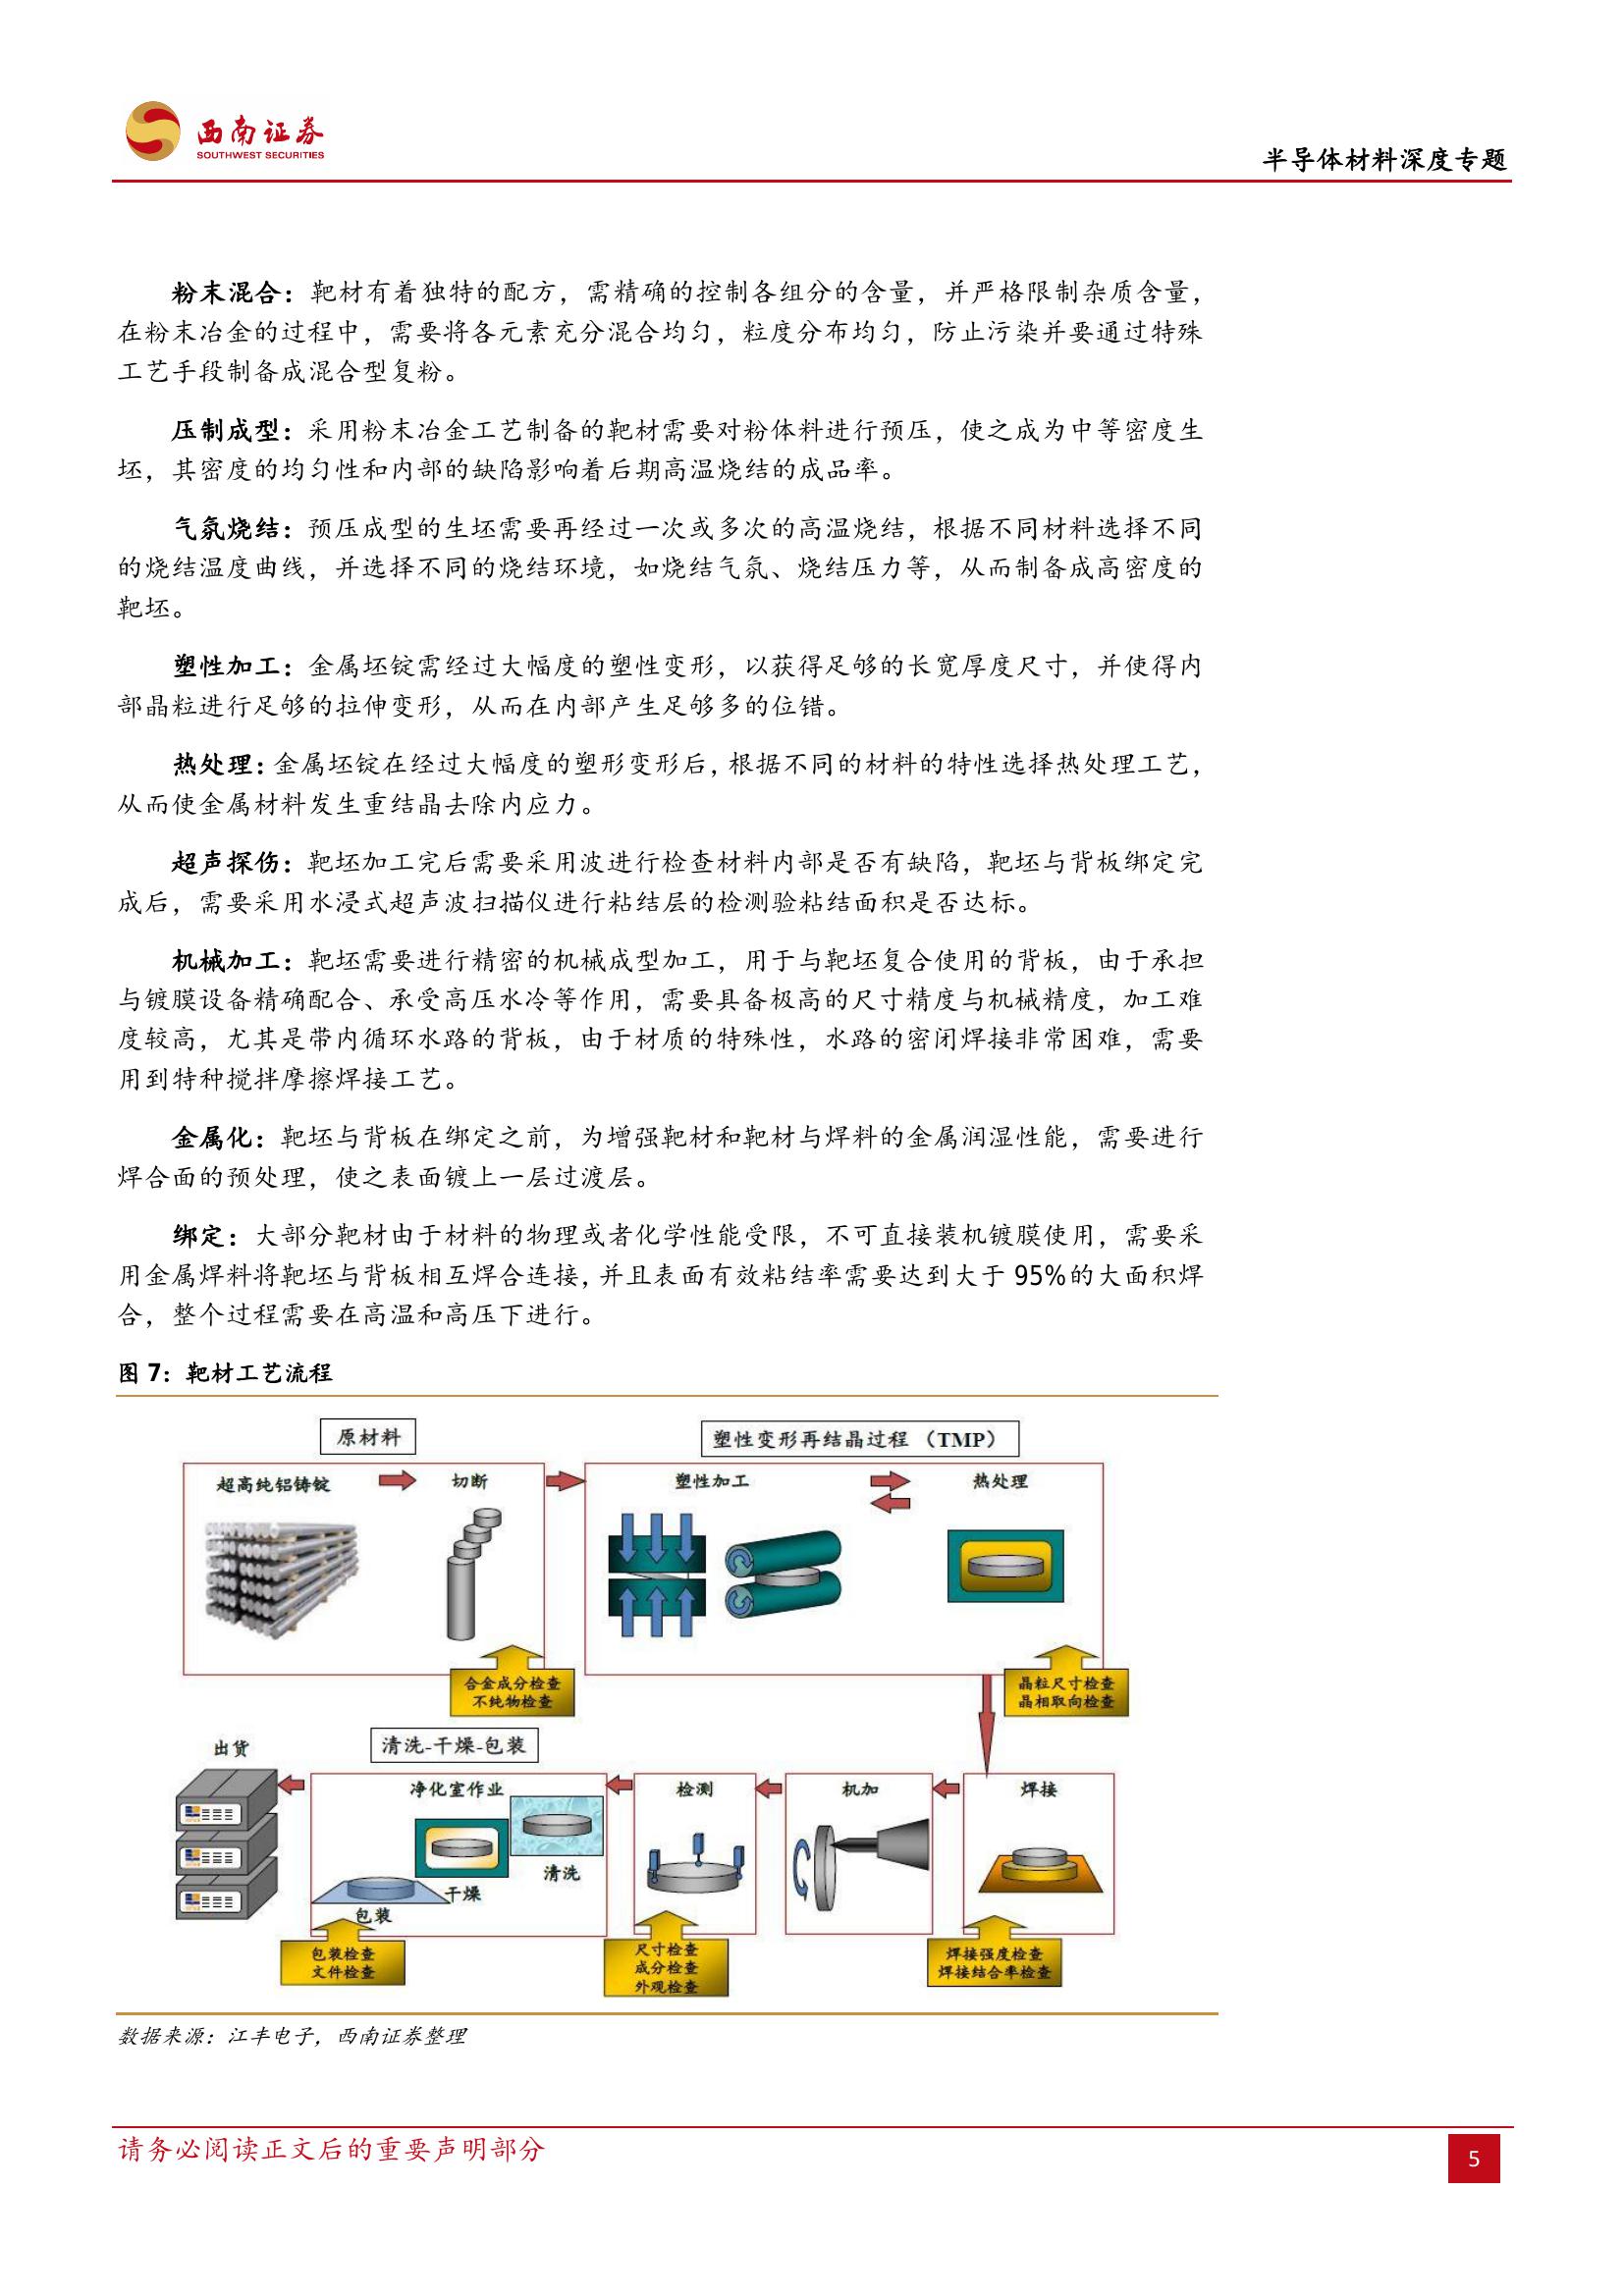 西南证券
SOUTHWEST SECURITIES
半导体材料深度专题
粉末混合：靶材有着独特的配方，需精确的控制各组分的含量，并严格限制杂质含量，
在粉末冶金的过程中，需要将各元素充分混合均匀，粒度分布均匀，防止污染并要通过特殊
工艺手段制备成混合型复粉。
压制成型：采用粉末冶金工艺制备的靶材需要对粉体料进行预压，使之成为中等密度生
坯，其密度的均匀性和内部的缺陷影响着后期高温烧结的成品率。
气氛烧结：预压成型的生坯需要再经过一次或多次的高温烧结，根据不同材料选择不同
的烧结温度曲线，并选择不同的烧结环境，如烧结气氛、烧结压力等，从而制备成高密度的
靶坯。
塑性加工：金属坯锭需经过大幅度的塑性变形，以获得足够的长宽厚度尺寸，并使得内
部晶粒进行足够的拉伸变形，从而在内部产生足够多的位错。
热处理：金属坯锭在经过大幅度的塑形变形后，根据不同的材料的特性选择热处理工艺，
从而使金属材料发生重结晶去除内应力。
超声探伤：靶坯加工完后需要采用波进行检查材料内部是否有缺陷，靶坯与背板绑定完
成后，需要采用水浸式超声波扫描仪进行粘结层的检测验粘结面积是否达标。
机械加工：靶坯需要进行精密的机械成型加工，用于与靶坯复合使用的背板，由于承担
与镀膜设备精确配合、承受高压水冷等作用，需要具备极高的尺寸精度与机械精度，加工难
度较高，尤其是带内循环水路的背板，由于材质的特殊性，水路的密闭焊接非常困难，需要
用到特种搅拌摩擦焊接工艺。
金属化：靶坯与背板在绑定之前，为增强靶材和靶材与焊料的金属润湿性能，需要进行
焊合面的预处理，使之表面镀上一层过渡层。
绑定：大部分靶材由于材料的物理或者化学性能受限，不可直接装机镀膜使用，需要采
用金属焊料将靶坯与背板相互焊合连接，并且表面有效粘结率需要达到大于 95%的大面积焊
合，整个过程需要在高温和高压下进行。
图 7：靶材工艺流程
原材料
塑性变形再结晶过程 （TMP）
超高纯铝铸锭
切断
塑性加工
热处理
合金成分检查
不纯物检查
晶粒尺寸检查
晶相取向检查
出货
清洗-干燥-包装
净化室作业
检测
机加
焊接
清洗
干燥
包装
包装检查
文件检查
尺寸检查
成分检查
外观检查
焊接强度检查
焊接结合率检查
数据来源：江丰电子，西南证券整理
请务必阅读正文后的重要声明部分
5